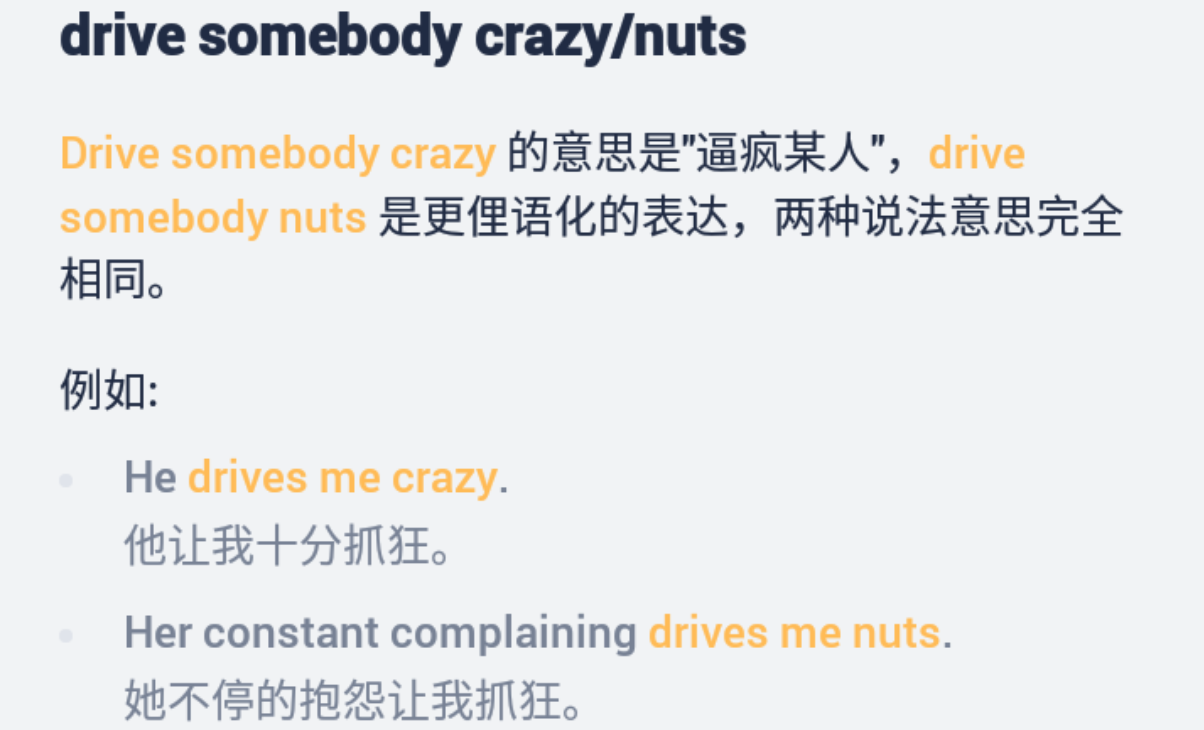 drive somebody crazy/nuts
Drive somebody crazy 的意思是"逼疯某人"，drive
somebody nuts 是更俚语化的表达，两种说法意思完全
相同。
例如:
He drives me crazy.
他让我十分抓狂。
Her constant complaining drives me nuts.
她不停的抱怨让我抓狂。